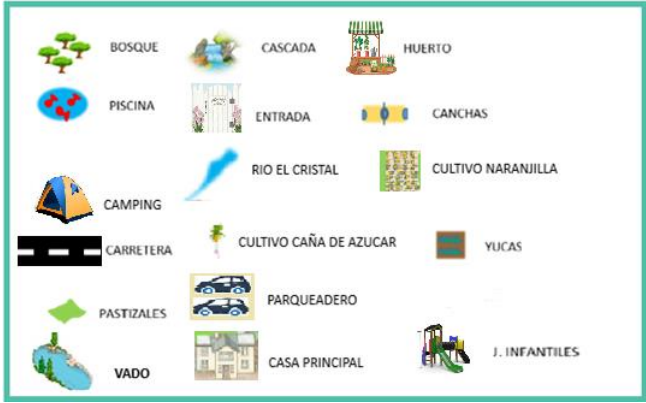 BOSQUE
CASCADA
HUERTO
PISCINA
ENTRADA
CANCHAS
RIO EL CRISTAL
CULTIVO NARANJILLA
CAMPING
CARRETERA
CULTIVO CAÑA DE AZUCAR
YUCAS
PASTIZALES
PARQUEADERO
VADO
CASA PRINCIPAL
J. INFANTILES